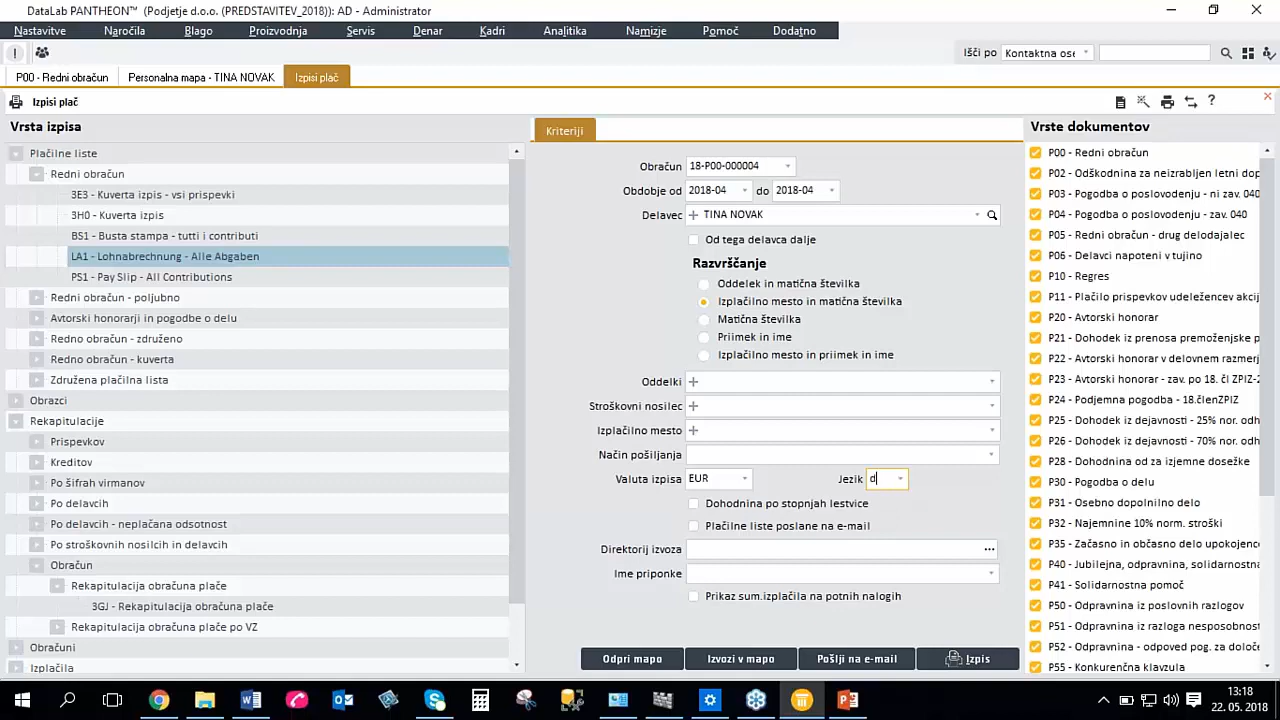 DataLab PANTHEON™ (Podjetje d.o.o. (PREDSTAVITEV_2018)): AD - Administrator
Nastavitve Naročila Blago Proizvodnja Servis Denar Kadri Analitika Namizje Pomoč Dodatno
Išči po Kontaktna ose
P00 - Redni obračun Personalna mapa - TINA NOVAK Izpisi plač
Izpisi plač
Vrsta izpisa
Plačilne liste
Redni obračun
3E3 - Kuverta izpis - vsi prispevki
3H0 - Kuverta izpis
BS1 - Busta stampa - tutti i contributi
LA1 - Lohnabrechnung - Alle Abgaben
PS1 - Pay Slip - All Contributions
Redni obračun - poljubno
Avtorski honorarji in pogodbe o delu
Redno obračun - združeno
Redno obračun - kuverta
Združena plačilna lista
Obrazci
Rekapitulacije
Prispevkov
Kreditov
Po šifrah virmanov
Po delavcih
Po delavcih - neplačana odsotnost
Po stroškovnih nosilcih in delavcih
Obračun
Rekapitulacija obračuna plače
3GJ - Rekapitulacija obračuna plače
Rekapitulacija obračuna plače po VZ
Obračuni
Izplačila
Kriteriji
Obračun 18-P00-000004
Obdobje od 2018-04 do 2018-04
Delavec TINA NOVAK
Od tega delavca dalje
Razvrščanje
Oddelek in matična številka
Izplačilno mesto in matična številka
Matična številka
Priimek in ime
Izplačilno mesto in priimek in ime
Oddelki
Stroškovni nosilec
Izplačilno mesto
Način pošiljanja
Valuta izpisa EUR Jezik d
Dohodnina po stopnjah lestvice
Plačilne liste poslane na e-mail
Direktorij izvoza
Ime priponke
Prikaz sum.izplačila na potnih nalogih
Odpri mapo Izvozi v mapo Pošlji na e-mail Izpis
Vrste dokumentov
P00 - Redni obračun
P02 - Odškodnina za neizrabljen letni dop
P03 - Pogodba o poslovodenju - ni zav. 040
P04 - Pogodba o poslovodenju - zav. 040
P05 - Redni obračun - drug delodajalec
P06 - Delavci napoteni v tujino
P10 - Regres
P11 - Plačilo prispevkov udeležencev akcij
P20 - Avtorski honorar
P21 - Dohodek iz prenosa premoženjske p
P22 - Avtorski honorar v delovnem razmerj
P23 - Avtorski honorar - zav. po 18. čl ZPIZ-2
P24 - Podjemna pogodba - 18.členZPIZ
P25 - Dohodek iz dejavnosti - 25% nor. odh
P26 - Dohodek iz dejavnosti - 70% nor. odh
P28 - Dohodnina od za izjemne dosežke
P30 - Pogodba o delu
P31 - Osebno dopolnilno delo
P32 - Najemnine 10% norm. stroški
P35 - Začasno in občasno delo upokojence
P40 - Jubilejna, odpravnina, solidarnostna
P41 - Solidarnostna pomoč
P50 - Odpravnina iz poslovnih razlogov
P51 - Odpravnina iz razloga nesposobnost
P52 - Odpravnina - odpoved pog. za določe
P55 - Konkurenčna klavzula
13:18
22. 05. 2018